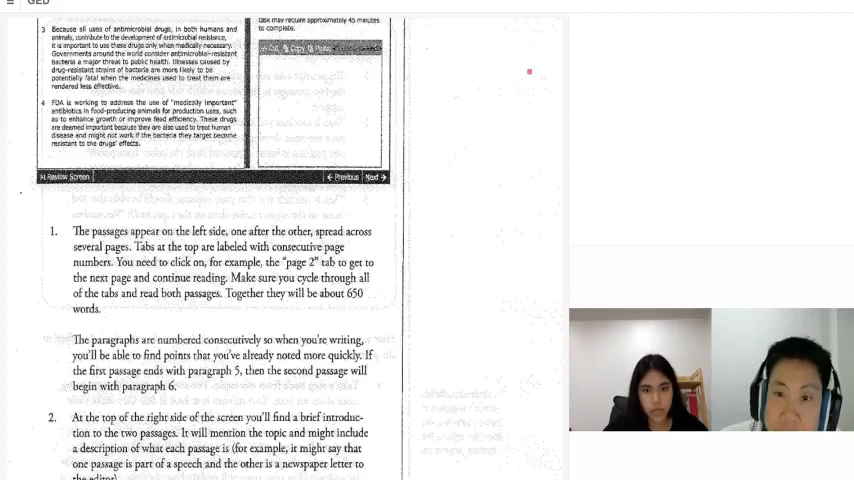 GED
task may require approximately 45 minutes
to complete.
3 Because all uses of antimicrobial drugs, in both humans and
animals, contribute to the development of antimicrobial resistance,
it is important to use these drugs only when medically necessary.
Governments around the world consider antimicrobial-resistant
bacteria a major threat to public health. Illnesses caused by
drug-resistant strains of bacteria are more likely to be
potentially fatal when the medicines used to treat them are
rendered less effective.
4 FDA is working to address the use of "medically important"
antibiotics in food-producing animals for production uses, such
as to enhance growth or improve feed efficiency. These drugs
are deemed important because they are also used to treat human
disease and might not work if the bacteria they target become
resistant to the drugs' effects.
Cut Copy Paste
Review Screen
Previous Next
1. The passages appear on the left side, one after the other, spread across
several pages. Tabs at the top are labeled with consecutive page
numbers. You need to click on, for example, the "page 2" tab to get to
the next page and continue reading. Make sure you cycle through all
of the tabs and read both passages. Together they will be about 650
words.
The paragraphs are numbered consecutively so when you're writing,
you'll be able to find points that you've already noted more quickly. If
the first passage ends with paragraph 5, then the second passage will
begin with paragraph 6.
2. At the top of the right side of the screen you'll find a brief introduc-
tion to the two passages. It will mention the topic and might include
a description of what each passage is (for example, it might say that
one passage is part of a speech and the other is a newspaper letter to
the editor)